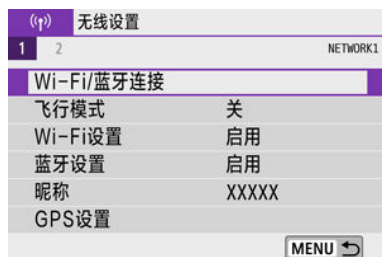 无线设置
1 2 NETWORK1
Wi-Fi/蓝牙连接
飞行模式 关
Wi-Fi设置 启用
蓝牙设置 启用
昵称 XXXXX
GPS设置
MENU